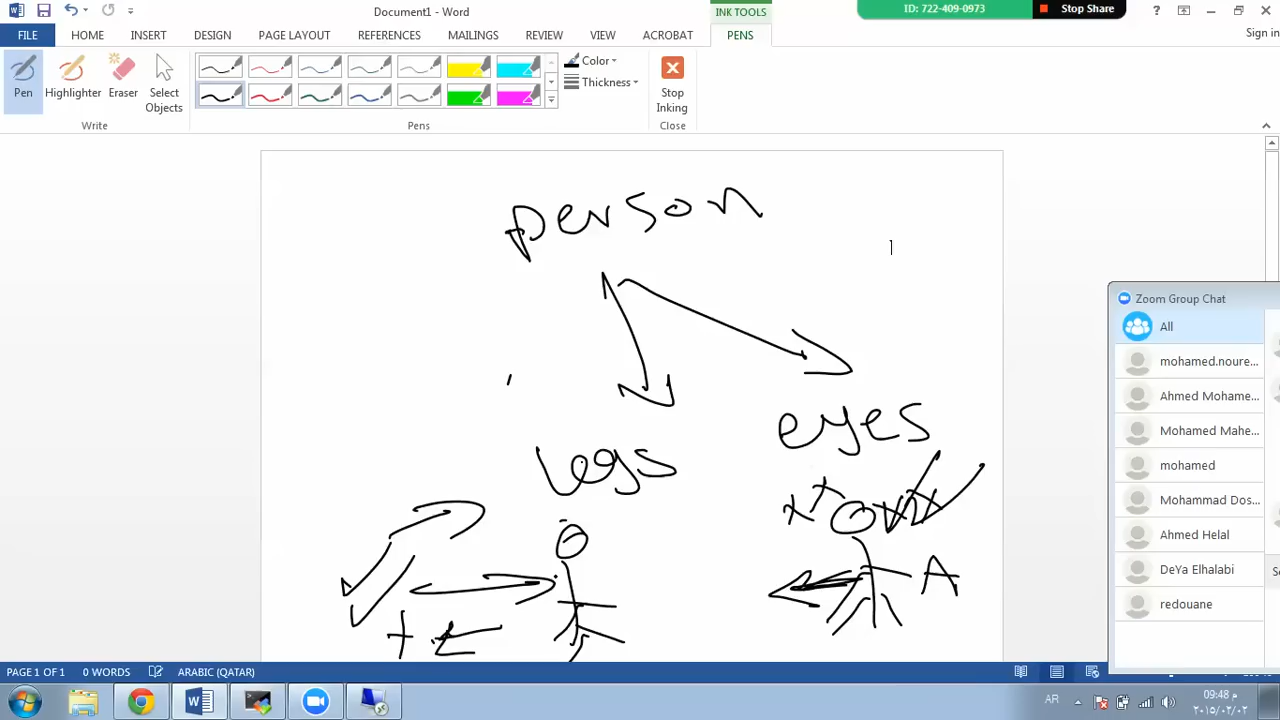 Document1 - Word
INK TOOLS
ID: 722-409-0973
Stop Share
?
FILE
HOME
INSERT
DESIGN
PAGE LAYOUT
REFERENCES
MAILINGS
REVIEW
VIEW
ACROBAT
PENS
Sign in
Pen
Highlighter
Eraser
Select
Objects
Color
Thickness
Stop
Inking
Write
Pens
Close
person
legs
eyes
A
Zoom Group Chat
All
mohamed.noure...
Ahmed Mohame...
Mohamed Mahe...
mohamed
Mohammad Dos...
Ahmed Helal
DeYa Elhalabi
redouane
PAGE 1 OF 1
0 WORDS
ARABIC (QATAR)
AR
09:48 م
٢٠١٥/٠٢/٠٢